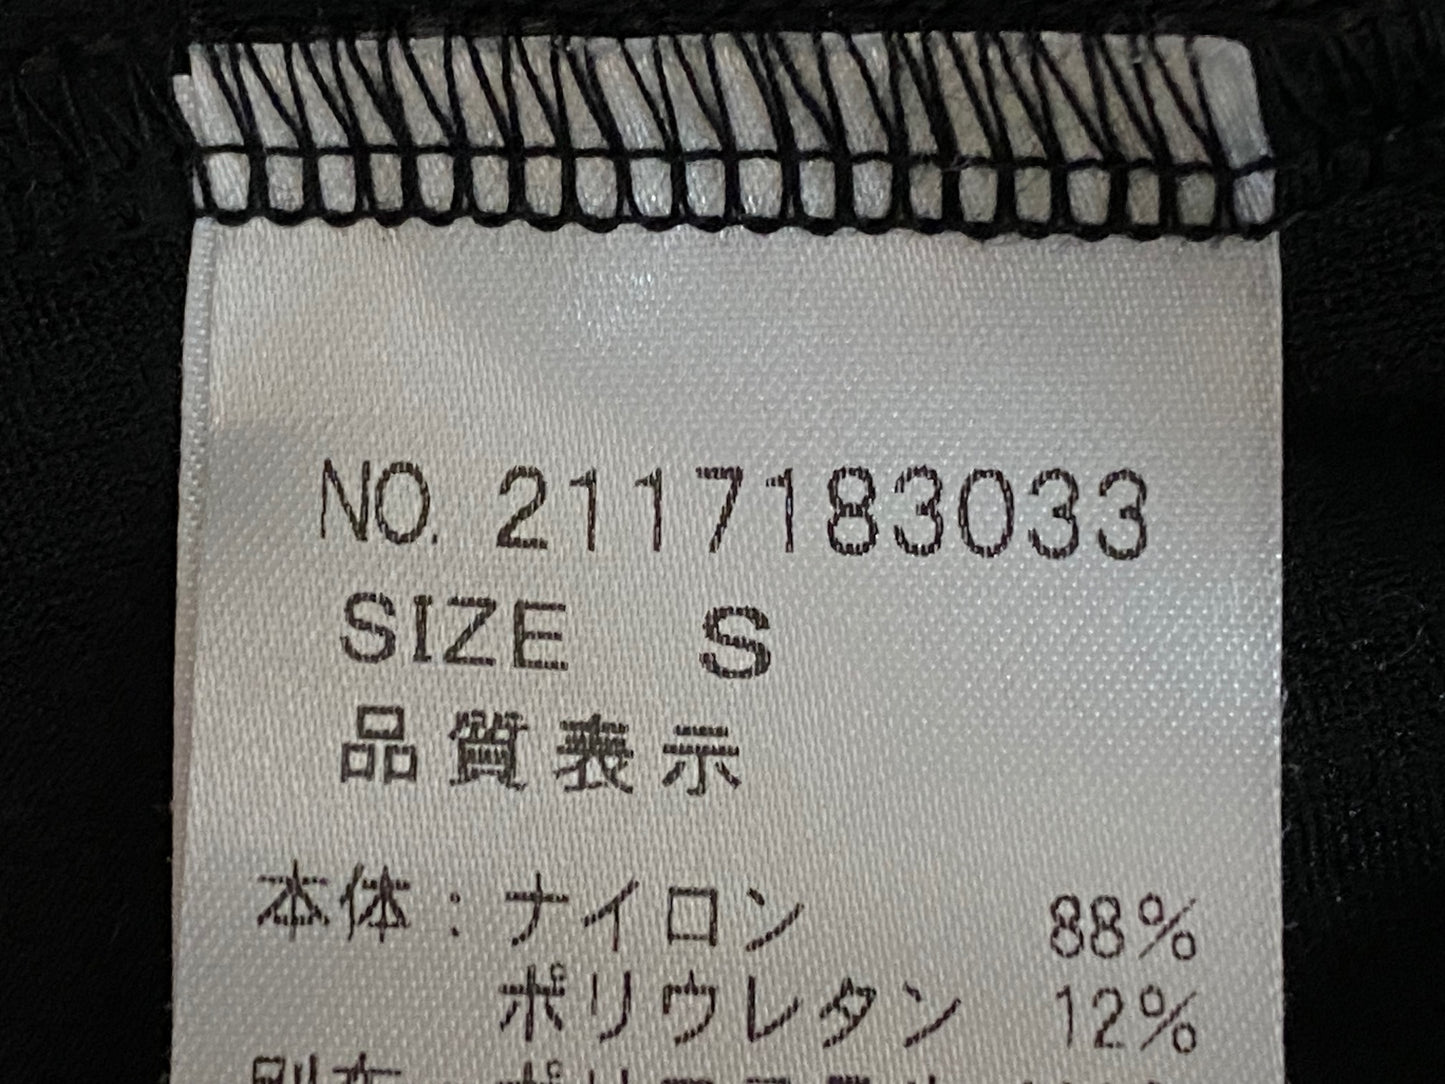 NO. 2117183033
SIZE S
品質表示
本体：ナイロン 88%
ポリウレタン 12%